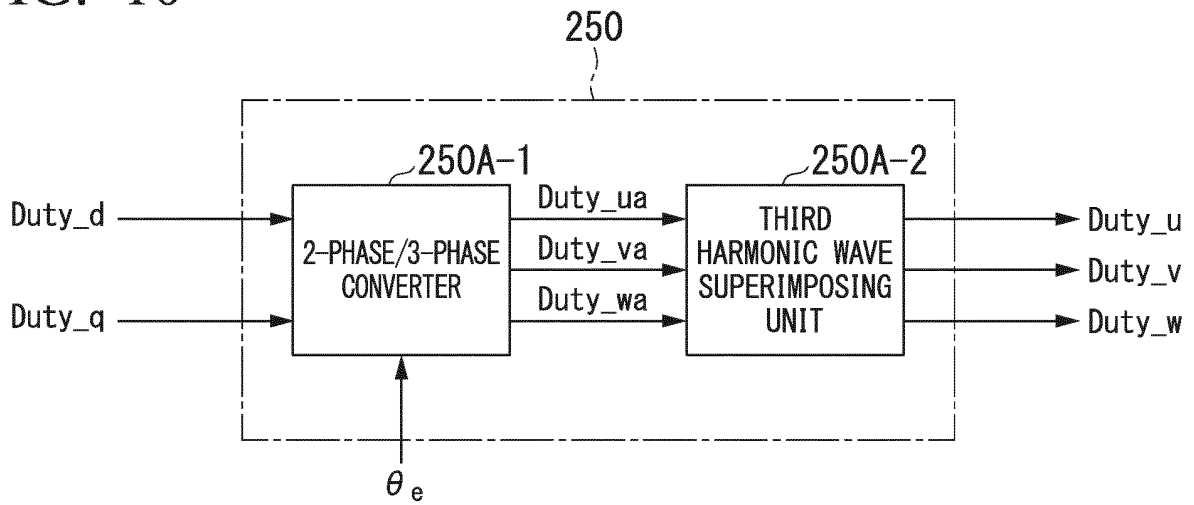 250
250A-1
250A-2
Duty_d
Duty_q
2-PHASE/3-PHASE
CONVERTER
Duty_ua
Duty_va
Duty_wa
THIRD
HARMONIC WAVE
SUPERIMPOSING
UNIT
Duty_u
Duty_v
Duty_w
θe